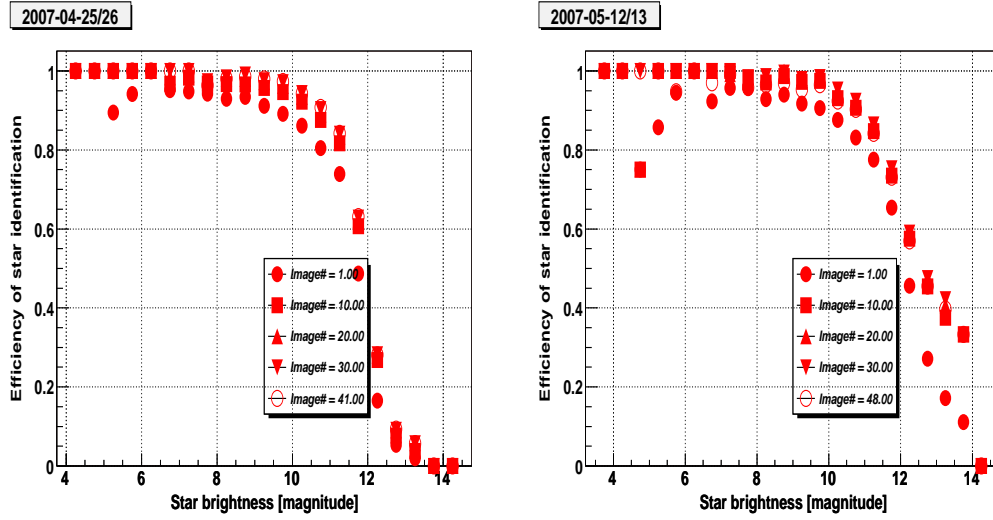 2007-04-25/26
Efficiency of star identification
1
0.8
0.6
0.4
0.2
0
Image# = 1.00
Image# = 10.00
Image# = 20.00
Image# = 30.00
Image# = 41.00
4 6 8 10 12 14
Star brightness [magnitude]
2007-05-12/13
Efficiency of star identification
1
0.8
0.6
0.4
0.2
0
Image# = 1.00
Image# = 10.00
Image# = 20.00
Image# = 30.00
Image# = 48.00
4 6 8 10 12 14
Star brightness [magnitude]